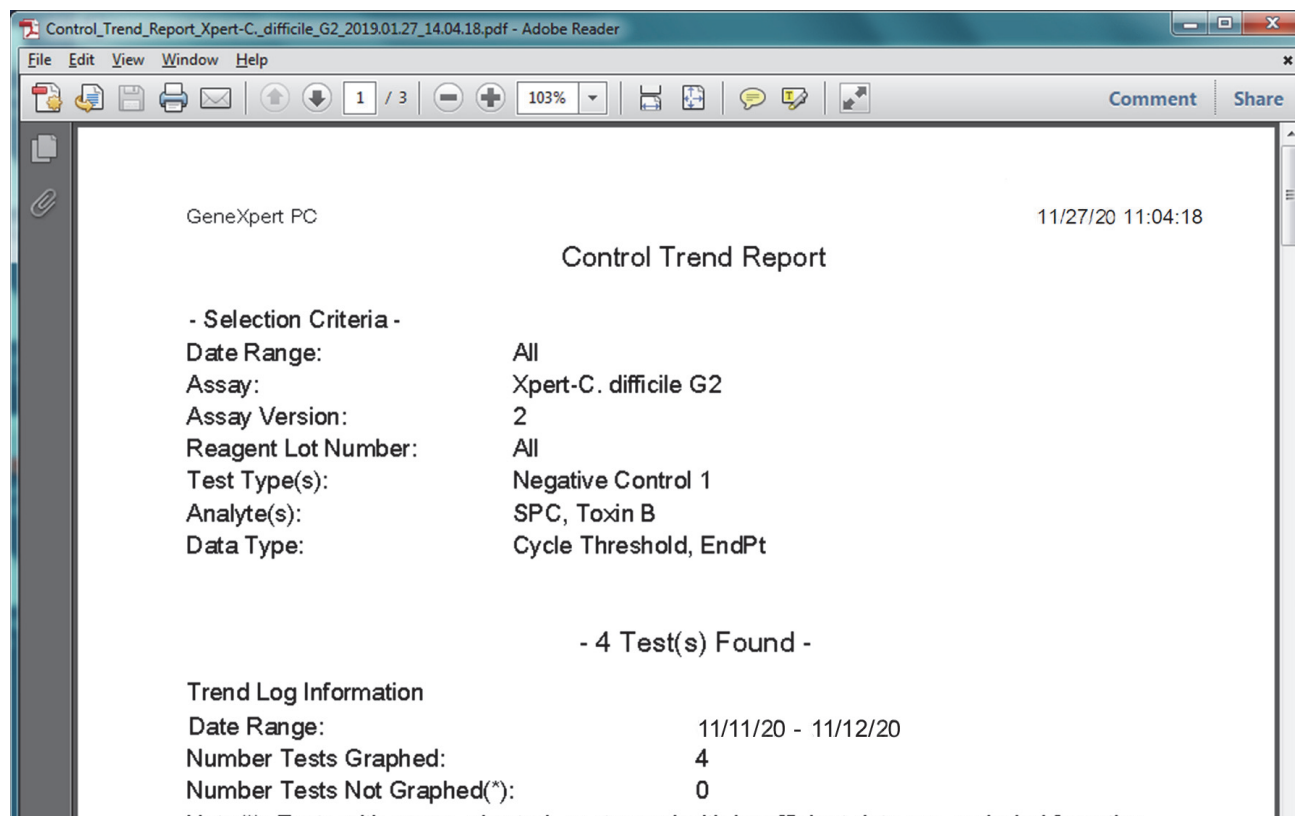 Control_Trend_Report_Xpert-C._difficile_G2_2019.01.27_14.04.18.pdf - Adobe Reader
File Edit View Window Help
1 / 3 103% Comment Share
GeneXpert PC 11/27/20 11:04:18
Control Trend Report
- Selection Criteria -
Date Range: All
Assay: Xpert-C. difficile G2
Assay Version: 2
Reagent Lot Number: All
Test Type(s): Negative Control 1
Analyte(s): SPC, Toxin B
Data Type: Cycle Threshold, EndPt
- 4 Test(s) Found -
Trend Log Information
Date Range: 11/11/20 - 11/12/20
Number Tests Graphed: 4
Number Tests Not Graphed(*): 0